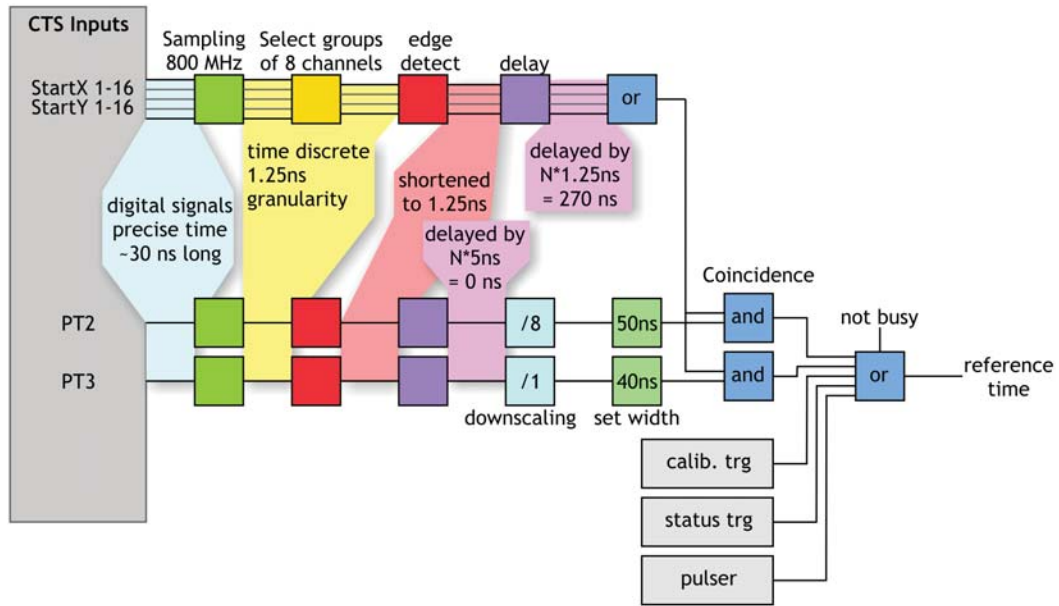 CTS Inputs
Sampling
800 MHz
Select groups
of 8 channels
edge
detect
delay
StartX 1-16
StartY 1-16
or
time discrete
1.25ns
granularity
delayed by
N*1.25ns
= 270 ns
shortened
to 1.25ns
digital signals
precise time
~30 ns long
delayed by
N*5ns
= 0 ns
Coincidence
PT2
/8
50ns
and
not busy
PT3
/1
40ns
and
or
reference
time
downscaling
set width
calib. trg
status trg
pulser